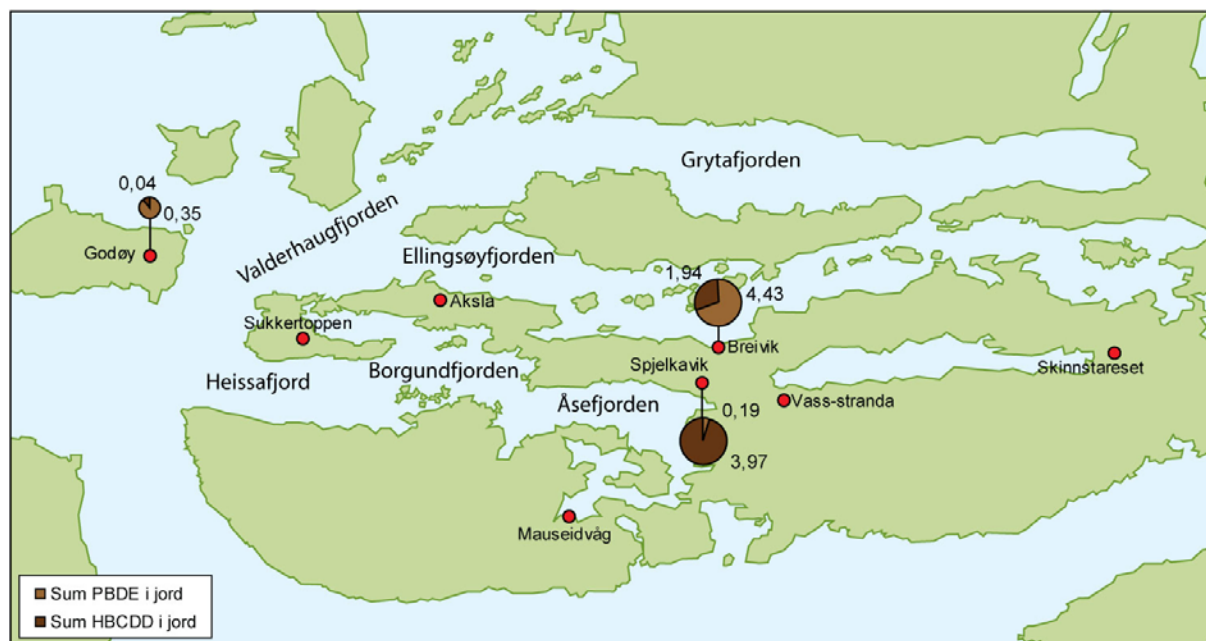 Grytafjorden
0,04
0,35
Godøy
Valderhaugfjorden
Ellingsøyfjorden
1,94
4,43
Aksla
Sukkertoppen
Breivik
Spjelkavik
Skinnstareset
Heissafjord
Borgundfjorden
Åsefjorden
0,19
Vass-stranda
3,97
Mauseidvåg
Sum PBDE i jord
Sum HBCDD i jord